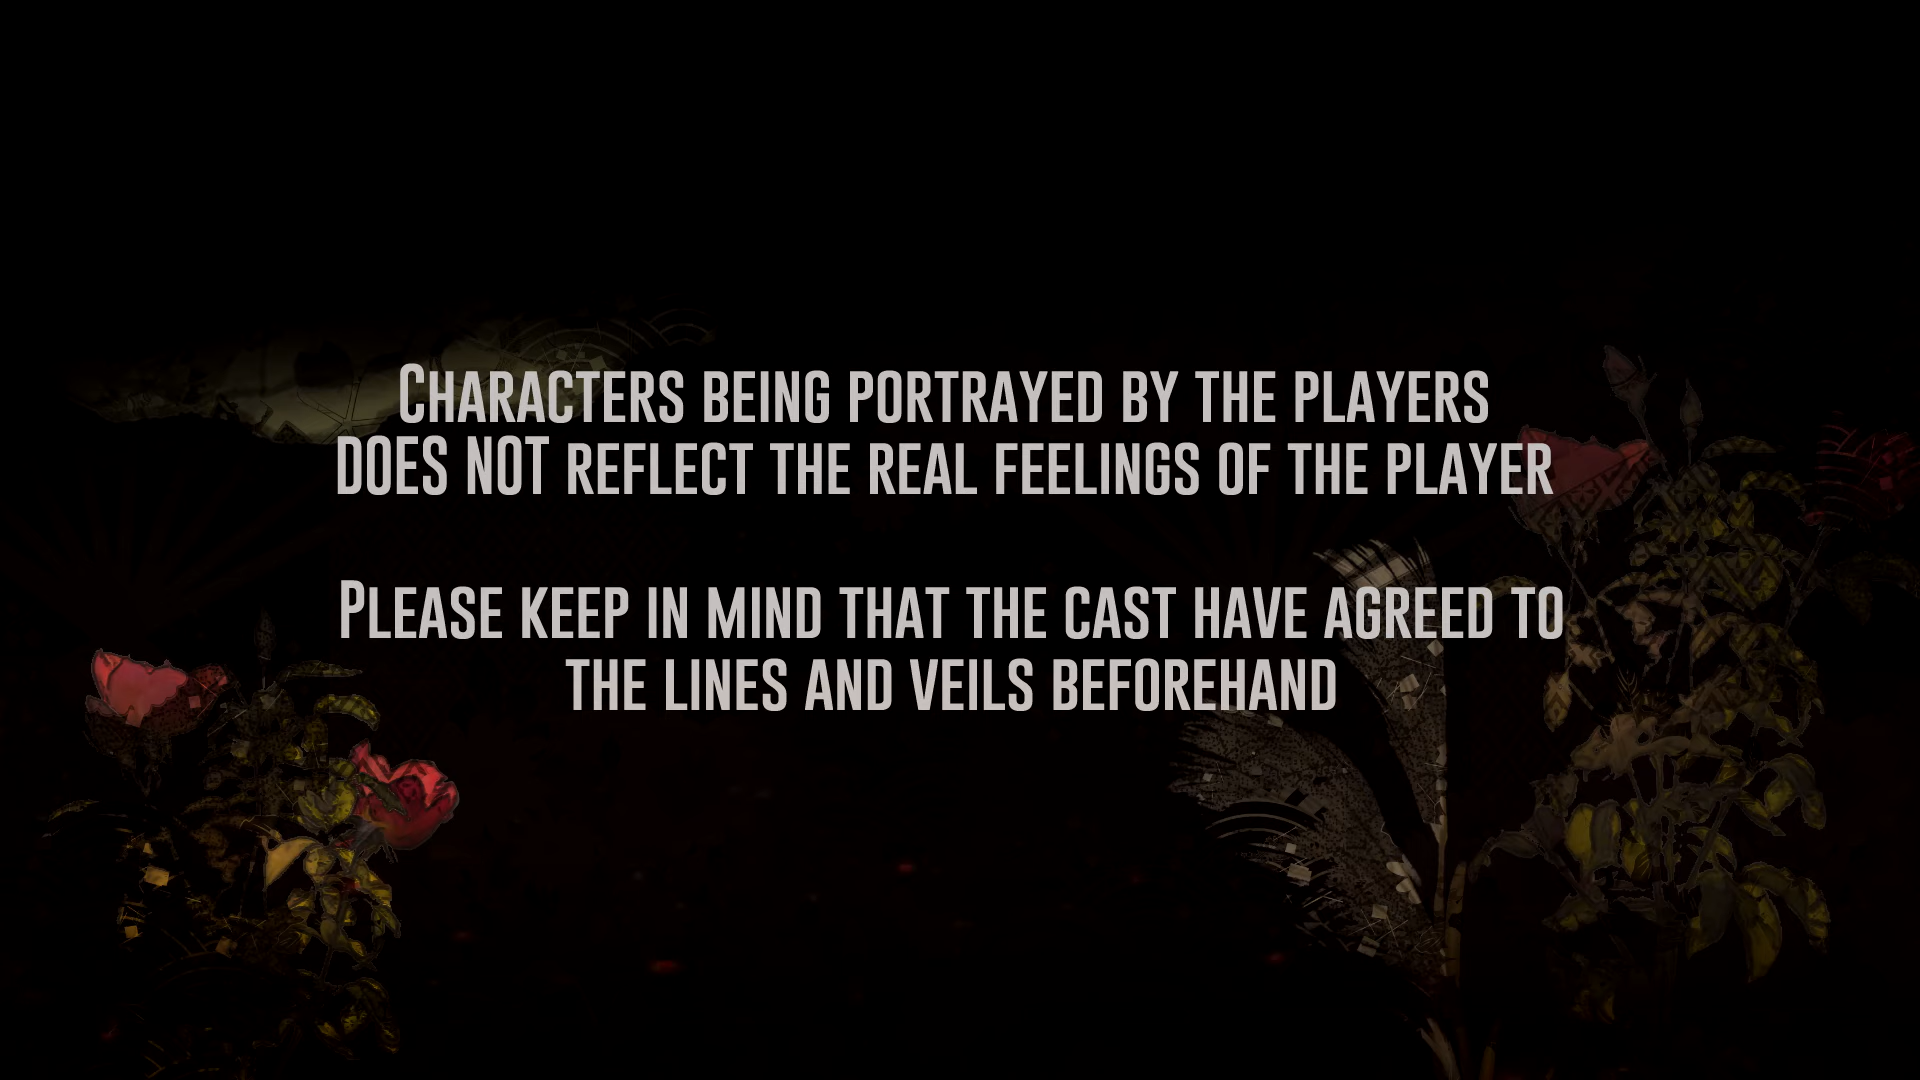 Characters being portrayed by the players
DOES NOT reflect the real feelings of the player
Please keep in mind that the cast have agreed to
the lines and veils beforehand